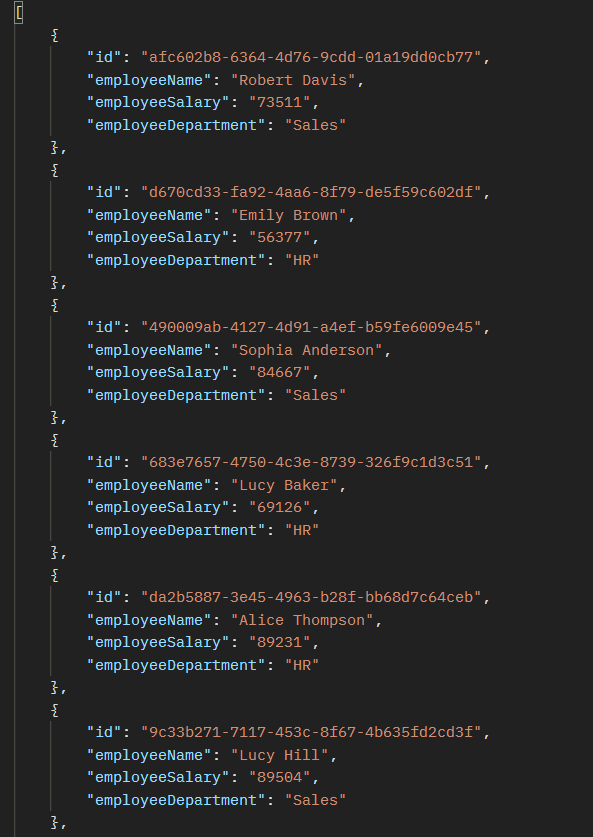 [
    {
        "id": "afc602b8-6364-4d76-9cdd-01a19dd0cb77",
        "employeeName": "Robert Davis",
        "employeeSalary": "73511",
        "employeeDepartment": "Sales"
    },
    {
        "id": "d670cd33-fa92-4aa6-8f79-de5f59c602df",
        "employeeName": "Emily Brown",
        "employeeSalary": "56377",
        "employeeDepartment": "HR"
    },
    {
        "id": "490009ab-4127-4d91-a4ef-b59fe6009e45",
        "employeeName": "Sophia Anderson",
        "employeeSalary": "84667",
        "employeeDepartment": "Sales"
    },
    {
        "id": "683e7657-4750-4c3e-8739-326f9c1d3c51",
        "employeeName": "Lucy Baker",
        "employeeSalary": "69126",
        "employeeDepartment": "HR"
    },
    {
        "id": "da2b5887-3e45-4963-b28f-bb68d7c64ceb",
        "employeeName": "Alice Thompson",
        "employeeSalary": "89231",
        "employeeDepartment": "HR"
    },
    {
        "id": "9c33b271-7117-453c-8f67-4b635fd2cd3f",
        "employeeName": "Lucy Hill",
        "employeeSalary": "89504",
        "employeeDepartment": "Sales"
    },